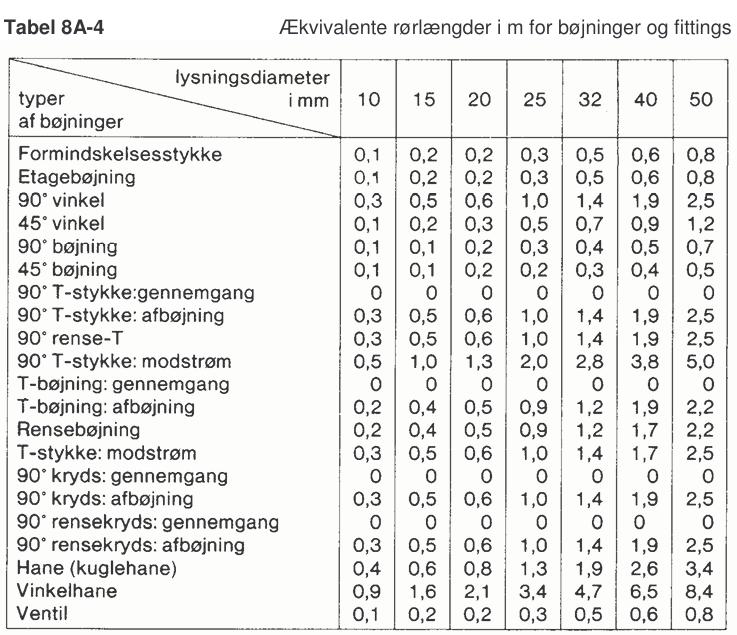 Tabel 8A-4 Ækvivalente rørlængder i m for bøjninger og fittings
lysningsdiameter
typer i mm 10 15 20 25 32 40 50
af bøjninger
Formindskelsesstykke 0,1 0,2 0,2 0,3 0,5 0,6 0,8
Etagebøjning 0,1 0,2 0,2 0,3 0,5 0,6 0,8
90° vinkel 0,3 0,5 0,6 1,0 1,4 1,9 2,5
45° vinkel 0,1 0,2 0,3 0,5 0,7 0,9 1,2
90° bøjning 0,1 0,1 0,2 0,3 0,4 0,5 0,7
45° bøjning 0,1 0,1 0,2 0,2 0,3 0,4 0,5
90° T-stykke:gennemgang 0 0 0 0 0 0 0
90° T-stykke: afbøjning 0,3 0,5 0,6 1,0 1,4 1,9 2,5
90° rense-T 0,3 0,5 0,6 1,0 1,4 1,9 2,5
90° T-stykke: modstrøm 0,5 1,0 1,3 2,0 2,8 3,8 5,0
T-bøjning: gennemgang 0 0 0 0 0 0 0
T-bøjning: afbøjning 0,2 0,4 0,5 0,9 1,2 1,9 2,2
Rensebøjning 0,2 0,4 0,5 0,9 1,2 1,7 2,2
T-stykke: modstrøm 0,3 0,5 0,6 1,0 1,4 1,7 2,5
90° kryds: gennemgang 0 0 0 0 0 0 0
90° kryds: afbøjning 0,3 0,5 0,6 1,0 1,4 1,9 2,5
90° rensekryds: gennemgang 0 0 0 0 0 0 0
90° rensekryds: afbøjning 0,3 0,5 0,6 1,0 1,4 1,9 2,5
Hane (kuglehane) 0,4 0,6 0,8 1,3 1,9 2,6 3,4
Vinkelhane 0,9 1,6 2,1 3,4 4,7 6,5 8,4
Ventil 0,1 0,2 0,2 0,3 0,5 0,6 0,8